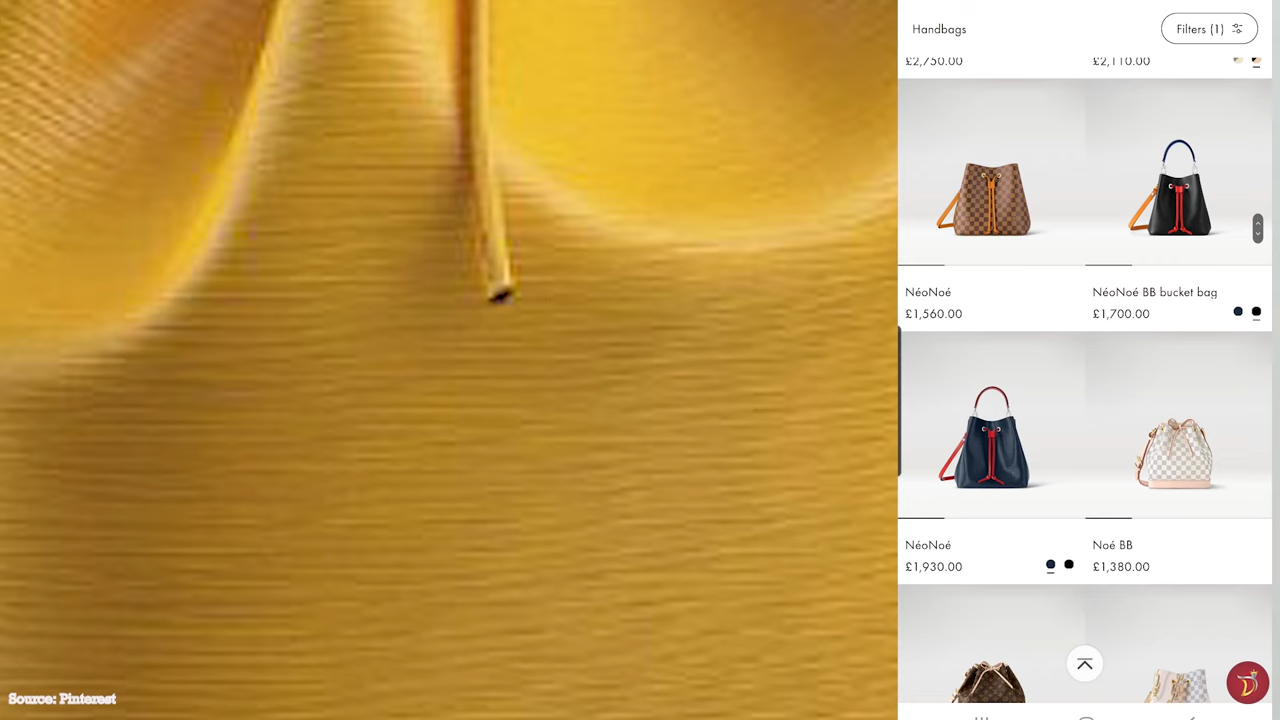 Handbags
Filters (1)
£2,750.00
£2,110.00
NéoNoé
£1,560.00
NéoNoé BB bucket bag
£1,700.00
NéoNoé
£1,930.00
Noé BB
£1,380.00
Source: Pinterest